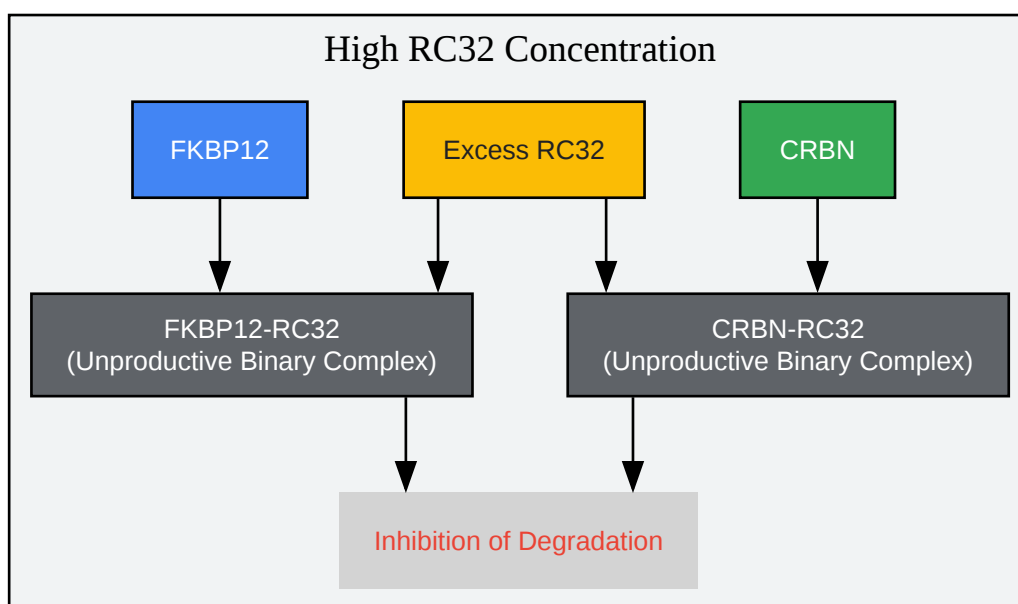 High RC32 Concentration
FKBP12
Excess RC32
CRBN
FKBP12-RC32
(Unproductive Binary Complex)
CRBN-RC32
(Unproductive Binary Complex)
Inhibition of Degradation